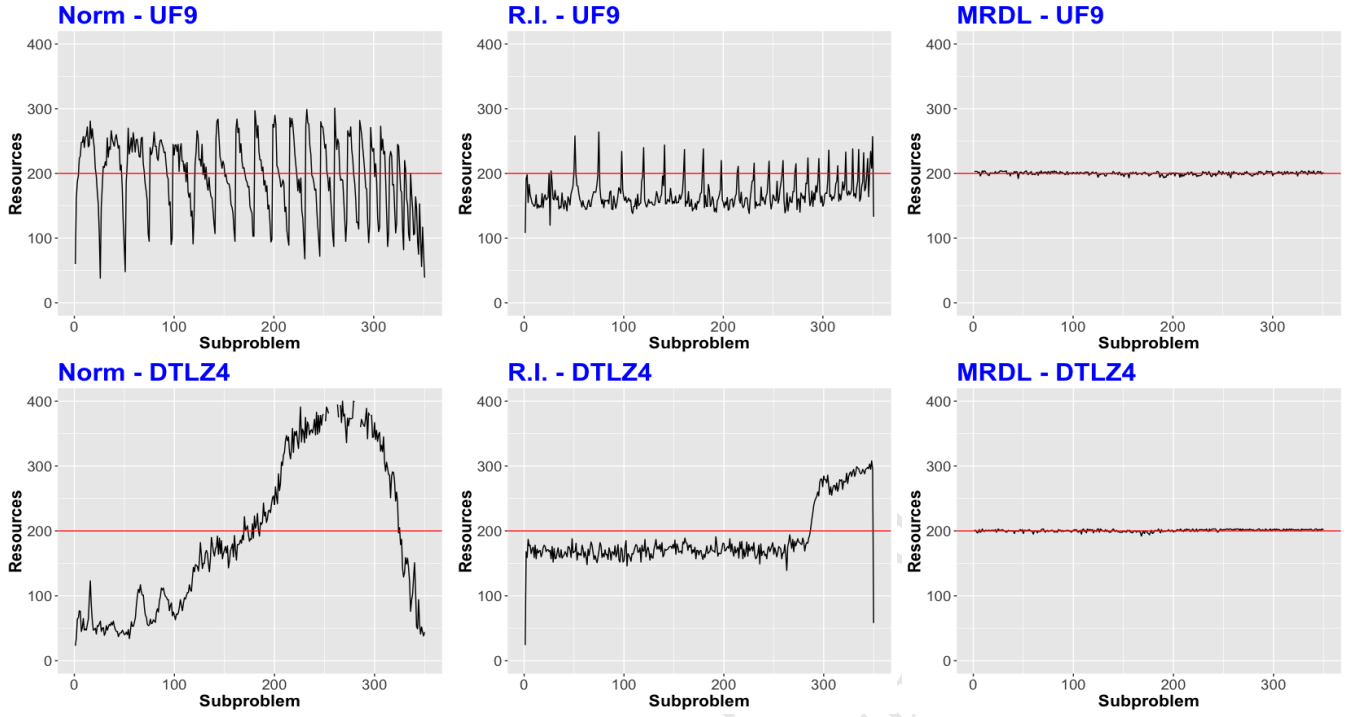 Norm - UF9
400
300
200
100
0
Resources
0 100 200 300
Subproblem
R.I. - UF9
400
300
200
100
0
Resources
0 100 200 300
Subproblem
MRDL - UF9
400
300
200
100
0
Resources
0 100 200 300
Subproblem
Norm - DTLZ4
400
300
200
100
0
Resources
0 100 200 300
Subproblem
R.I. - DTLZ4
400
300
200
100
0
Resources
0 100 200 300
Subproblem
MRDL - DTLZ4
400
300
200
100
0
Resources
0 100 200 300
Subproblem